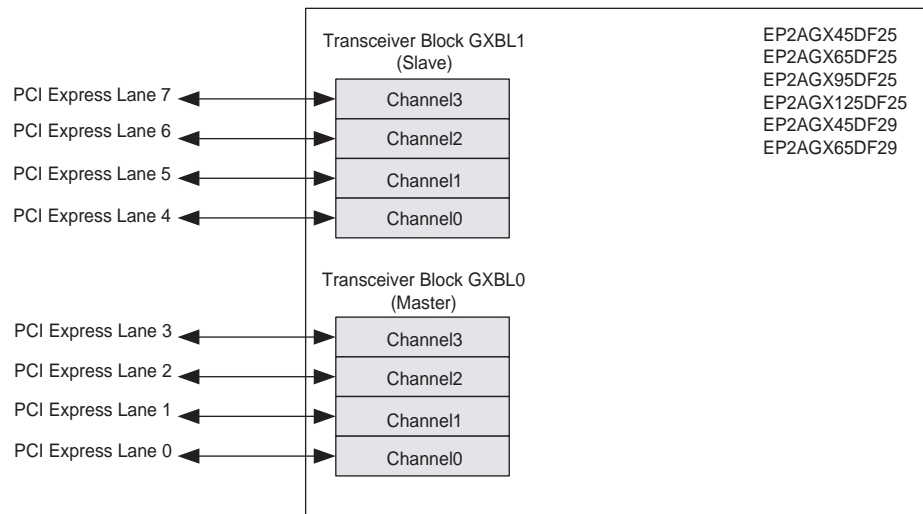 Transceiver Block GXBL1
(Slave)
PCI Express Lane 7
Channel3
PCI Express Lane 6
Channel2
PCI Express Lane 5
Channel1
PCI Express Lane 4
Channel0
Transceiver Block GXBL0
(Master)
PCI Express Lane 3
Channel3
PCI Express Lane 2
Channel2
PCI Express Lane 1
Channel1
PCI Express Lane 0
Channel0
EP2AGX45DF25
EP2AGX65DF25
EP2AGX95DF25
EP2AGX125DF25
EP2AGX45DF29
EP2AGX65DF29